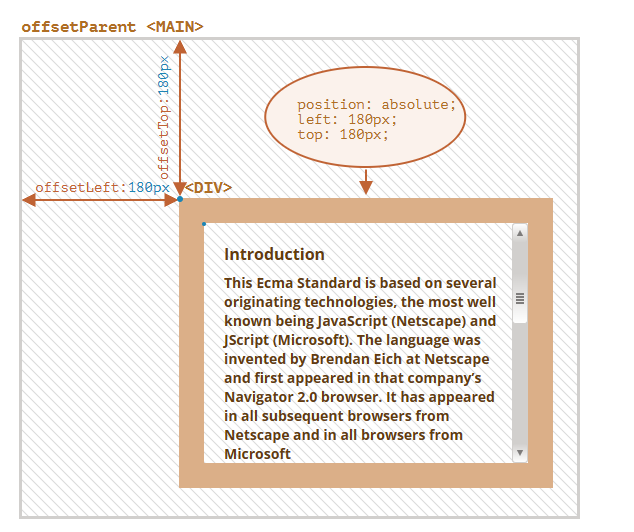 offsetParent <MAIN>
offsetTop:180px
position: absolute;
left: 180px;
top: 180px;
offsetLeft:180px
<DIV>
Introduction
This Ecma Standard is based on several
originating technologies, the most well
known being JavaScript (Netscape) and
JScript (Microsoft). The language was
invented by Brendan Eich at Netscape
and first appeared in that company’s
Navigator 2.0 browser. It has appeared
in all subsequent browsers from
Netscape and in all browsers from
Microsoft